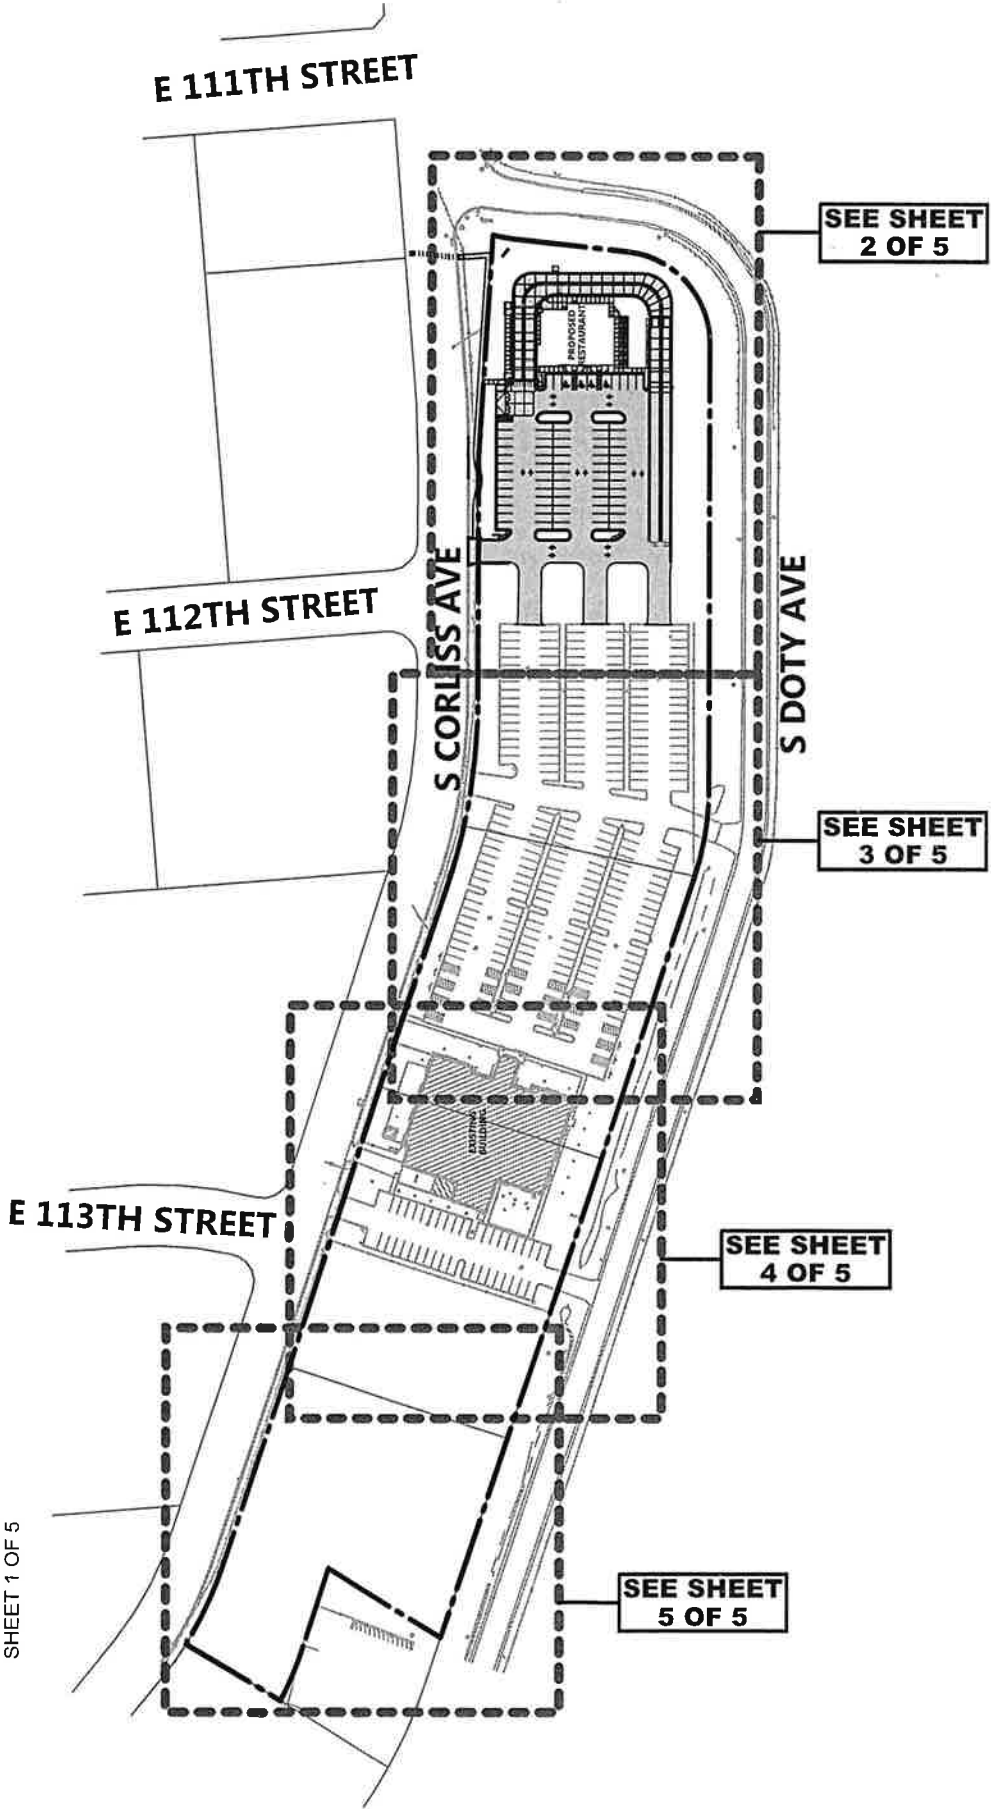 E 111TH STREET
SEE SHEET
2 OF 5
PROPOSED
RESTAURANT
E 112TH STREET
S CORLISS AVE
S DOTY AVE
SEE SHEET
3 OF 5
EXISTING
BUILDING
E 113TH STREET
SEE SHEET
4 OF 5
SHEET 1 OF 5
SEE SHEET
5 OF 5